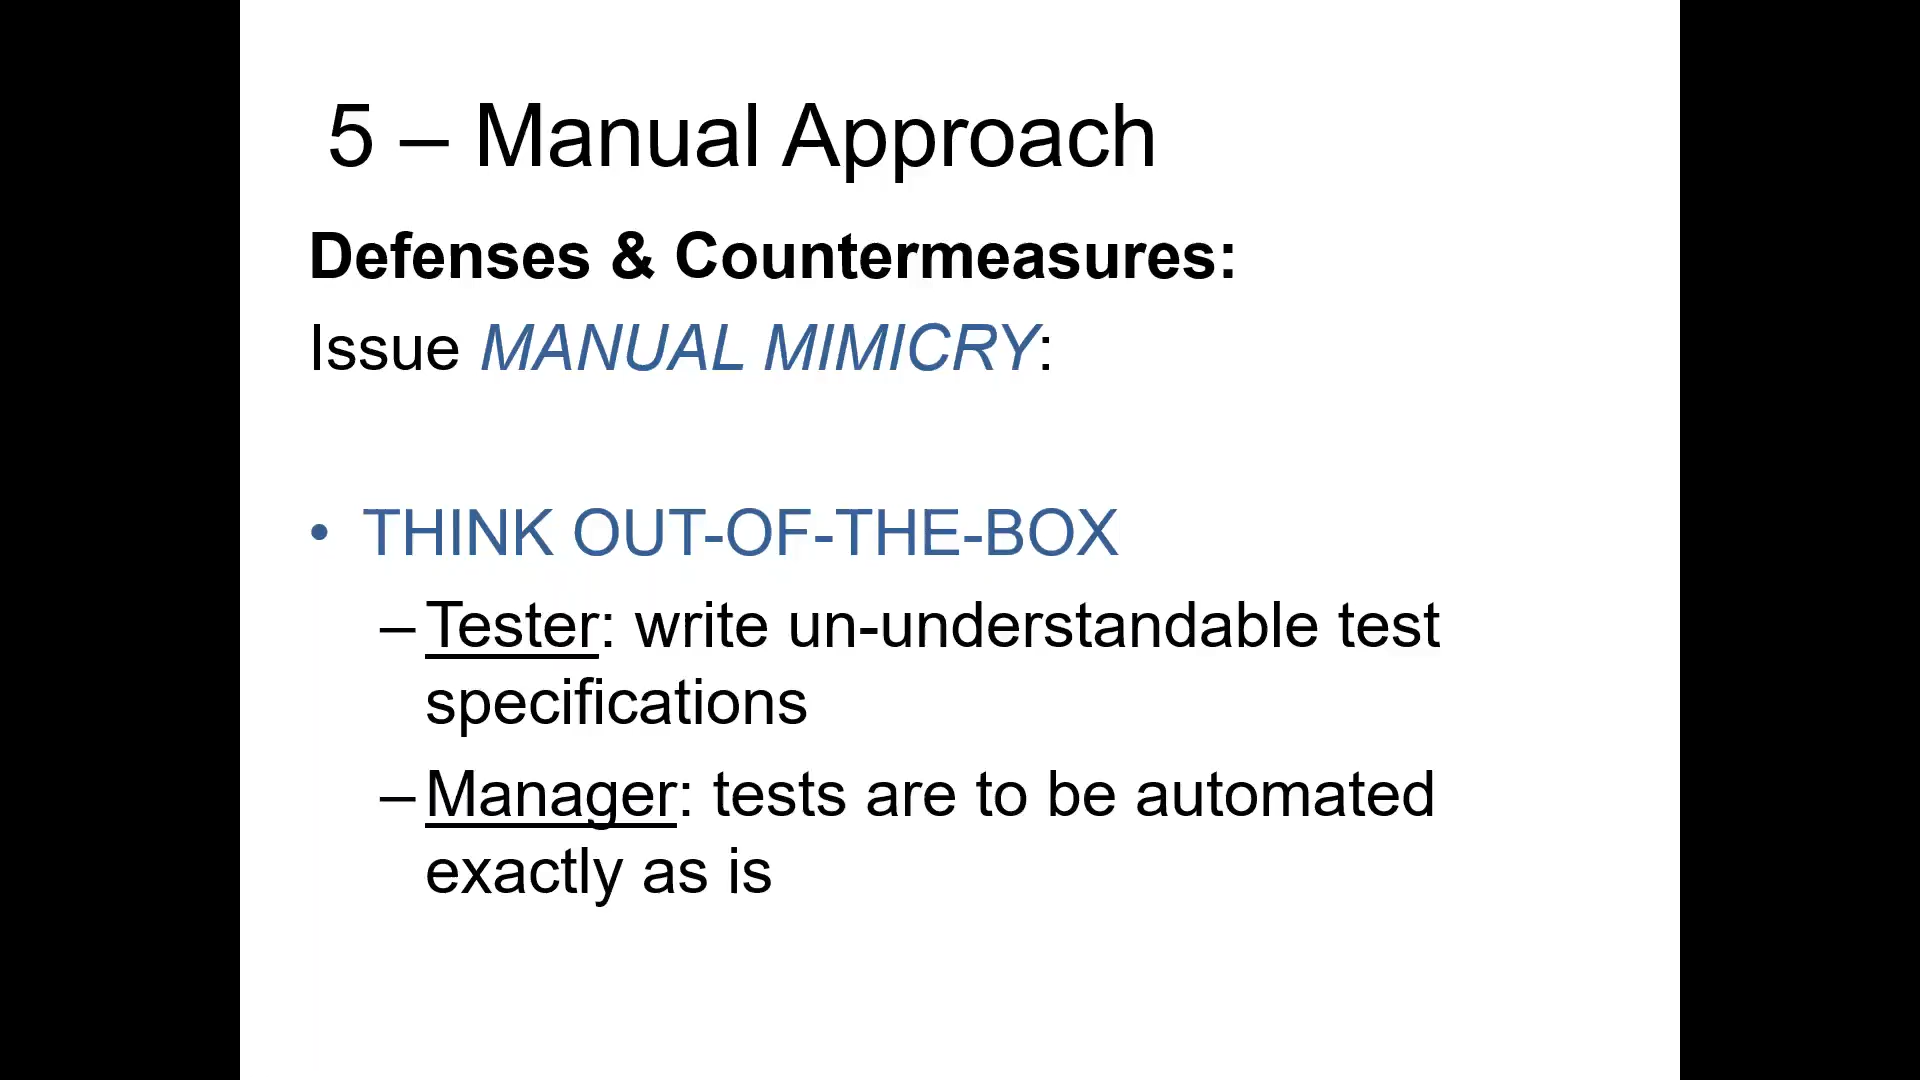 5 – Manual Approach
Defenses & Countermeasures:
Issue MANUAL MIMICRY:
• THINK OUT-OF-THE-BOX
– Tester: write un-understandable test
specifications
– Manager: tests are to be automated
exactly as is